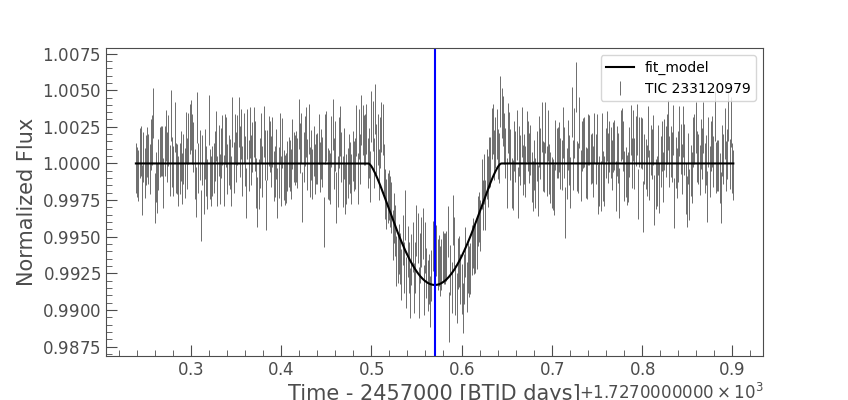 1.0075
1.0050
1.0025
1.0000
0.9975
0.9950
0.9925
0.9900
0.9875
Normalized Flux
fit_model
TIC 233120979
0.3 0.4 0.5 0.6 0.7 0.8 0.9
Time - 2457000 [BTJD days]
+1.7270000000 × 10³